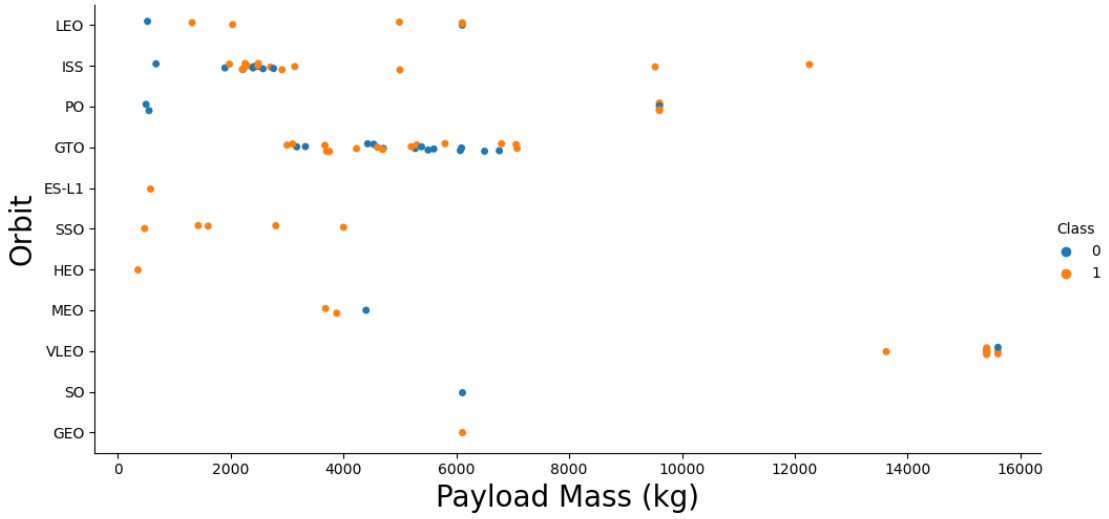 LEO
ISS
PO
GTO
ES-L1
SSO
HEO
MEO
VLEO
SO
GEO
Orbit
0 2000 4000 6000 8000 10000 12000 14000 16000
Payload Mass (kg)
Class
0
1